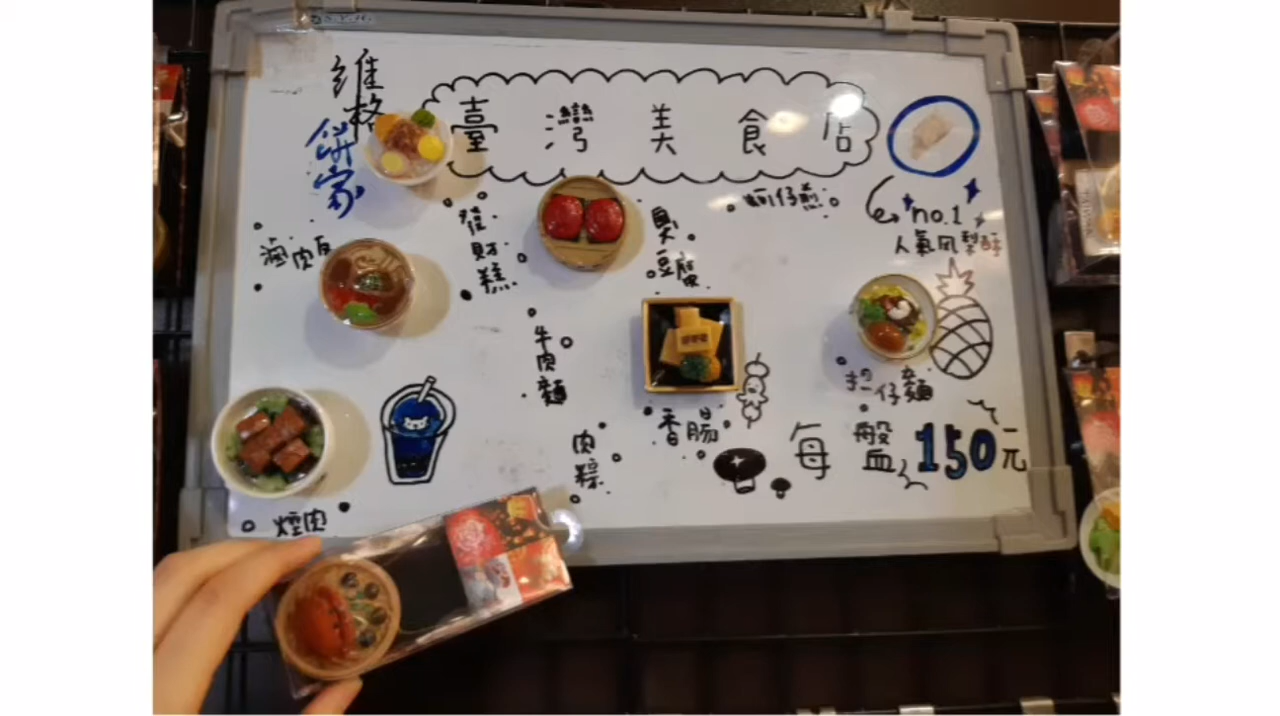 維格
餅家
臺灣美食店
no.1
人氣鳳梨酥
蚵仔煎
發財糕
臭豆腐
滷肉
牛肉麵
担仔麵
香腸
肉粽
每盤150元
焢肉